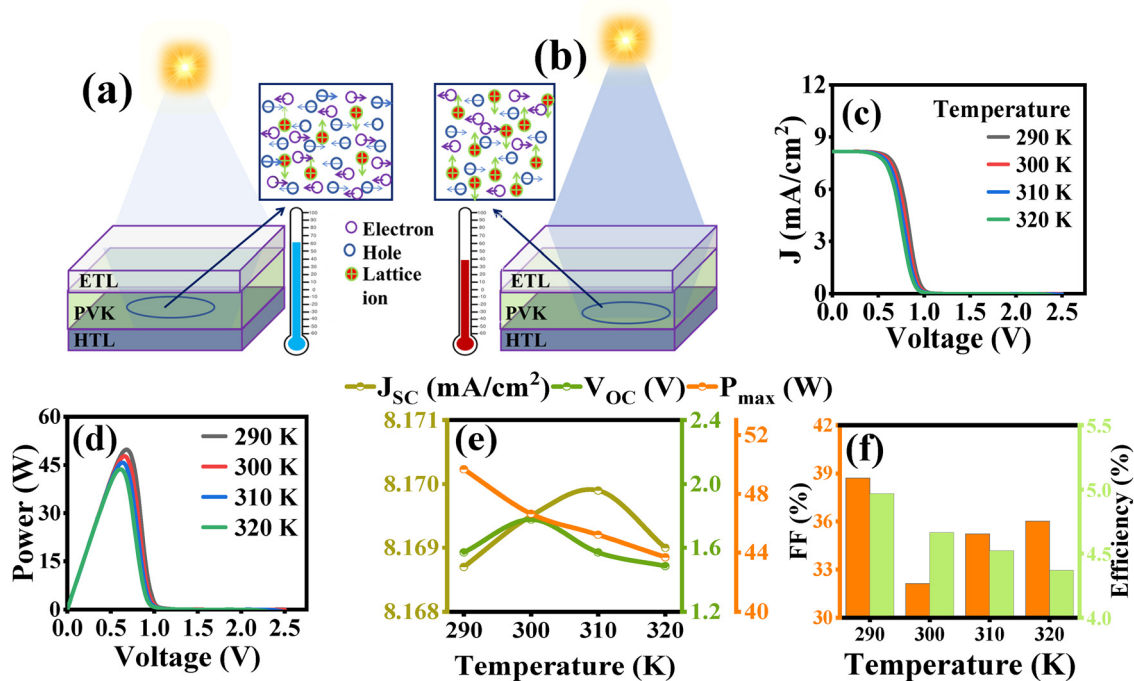 (a)
(b)
Electron
Hole
Lattice
ion
ETL
PVK
HTL
ETL
PVK
HTL
(c)
Temperature
290 K
300 K
310 K
320 K
12
9
6
3
0
J (mA/cm²)
0.0 0.5 1.0 1.5 2.0 2.5
Voltage (V)
(d)
290 K
300 K
310 K
320 K
60
45
30
15
0
Power (W)
0.0 0.5 1.0 1.5 2.0 2.5
Voltage (V)
J_SC (mA/cm²) V_OC (V) P_max (W)
(e)
8.171
8.170
8.169
8.168
2.4
2.0
1.6
1.2
52
48
44
40
290 300 310 320
Temperature (K)
(f)
42
39
36
33
30
FF (%)
5.5
5.0
4.5
4.0
Efficiency (%)
290 300 310 320
Temperature (K)